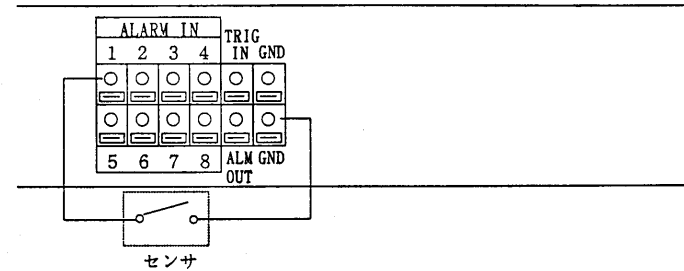 ALARM IN
1 2 3 4 TRIG IN GND
5 6 7 8 ALM OUT GND
センサ